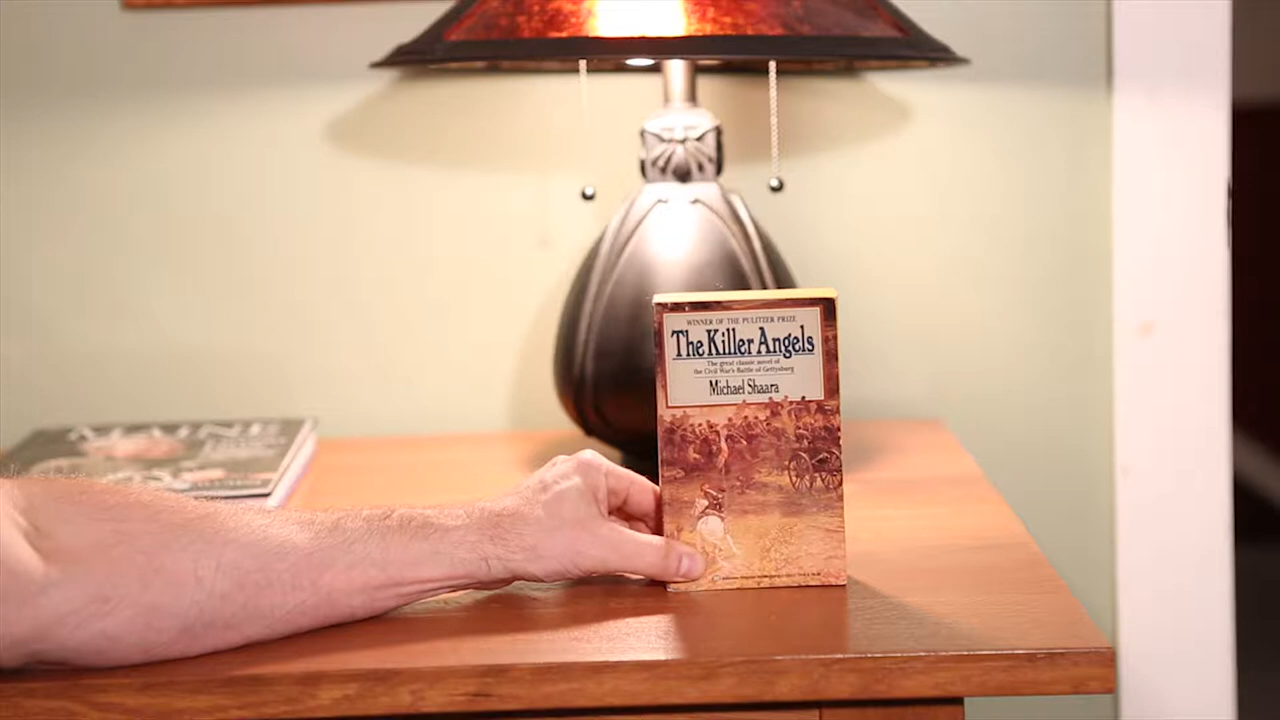 WINNER OF THE PULITZER PRIZE
The Killer Angels
The great classic novel of
the Civil War's Battle of Gettysburg
Michael Shaara
MAINE